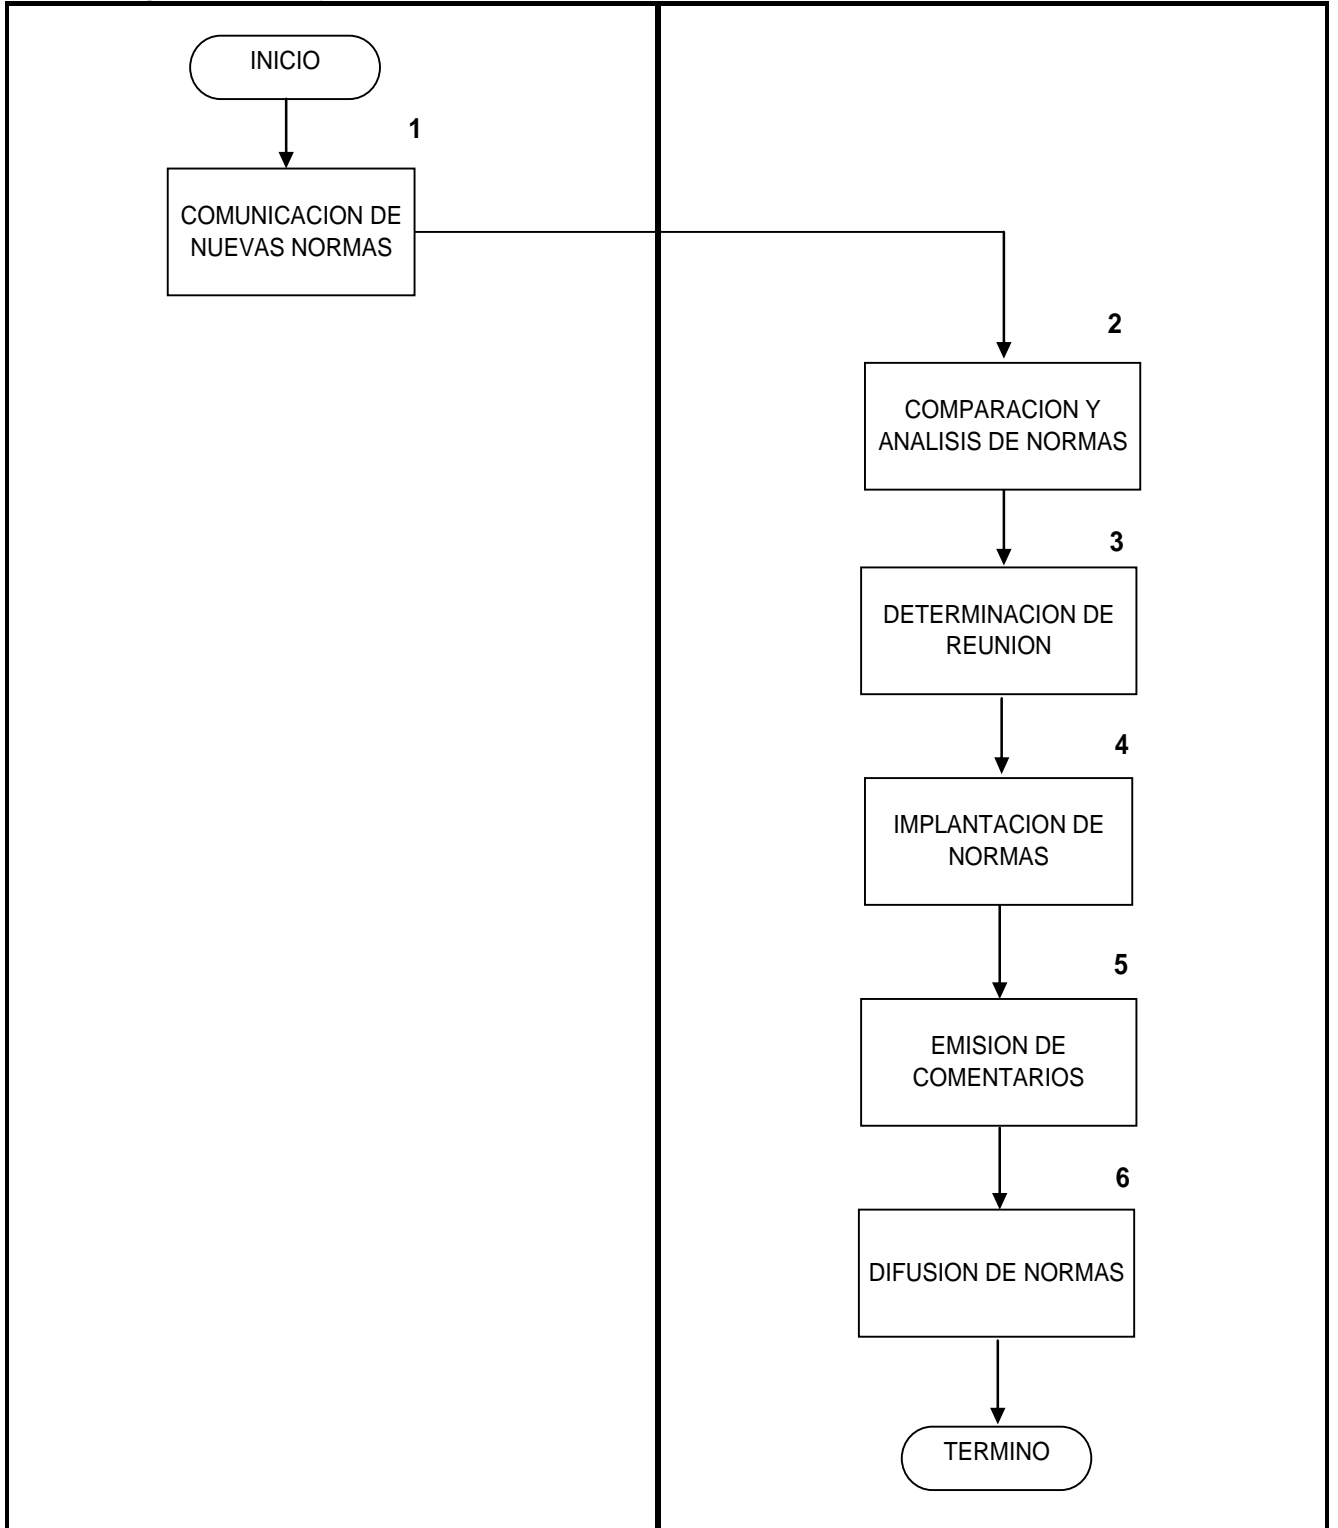 INICIO
1
COMUNICACION DE
NUEVAS NORMAS
2
COMPARACION Y
ANALISIS DE NORMAS
3
DETERMINACION DE
REUNION
4
IMPLANTACION DE
NORMAS
5
EMISION DE
COMENTARIOS
6
DIFUSION DE NORMAS
TERMINO